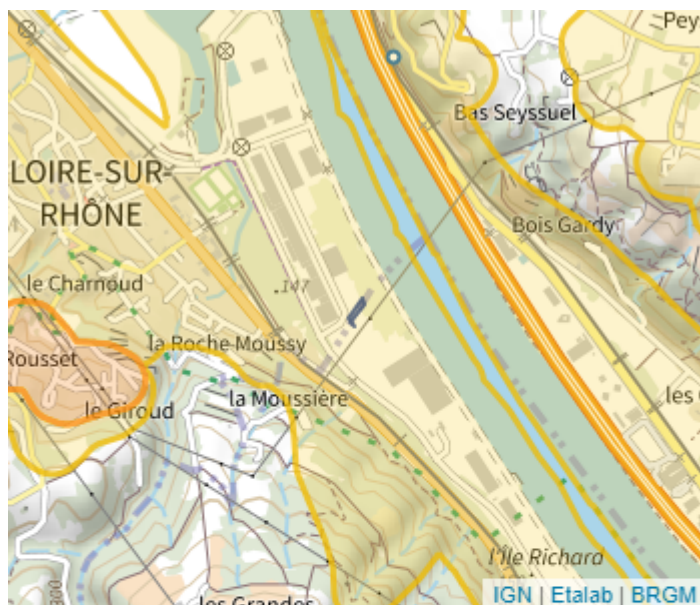 Pey
Bas Seyssuel
LOIRE-SUR-
RHÔNE
Bois Gardy
le Charnoud
147
la Roche Moussy
Rousset
les
la Moussière
le Giroud
l'Île Richard
300
les Grandes
IGN | Etalab | BRGM